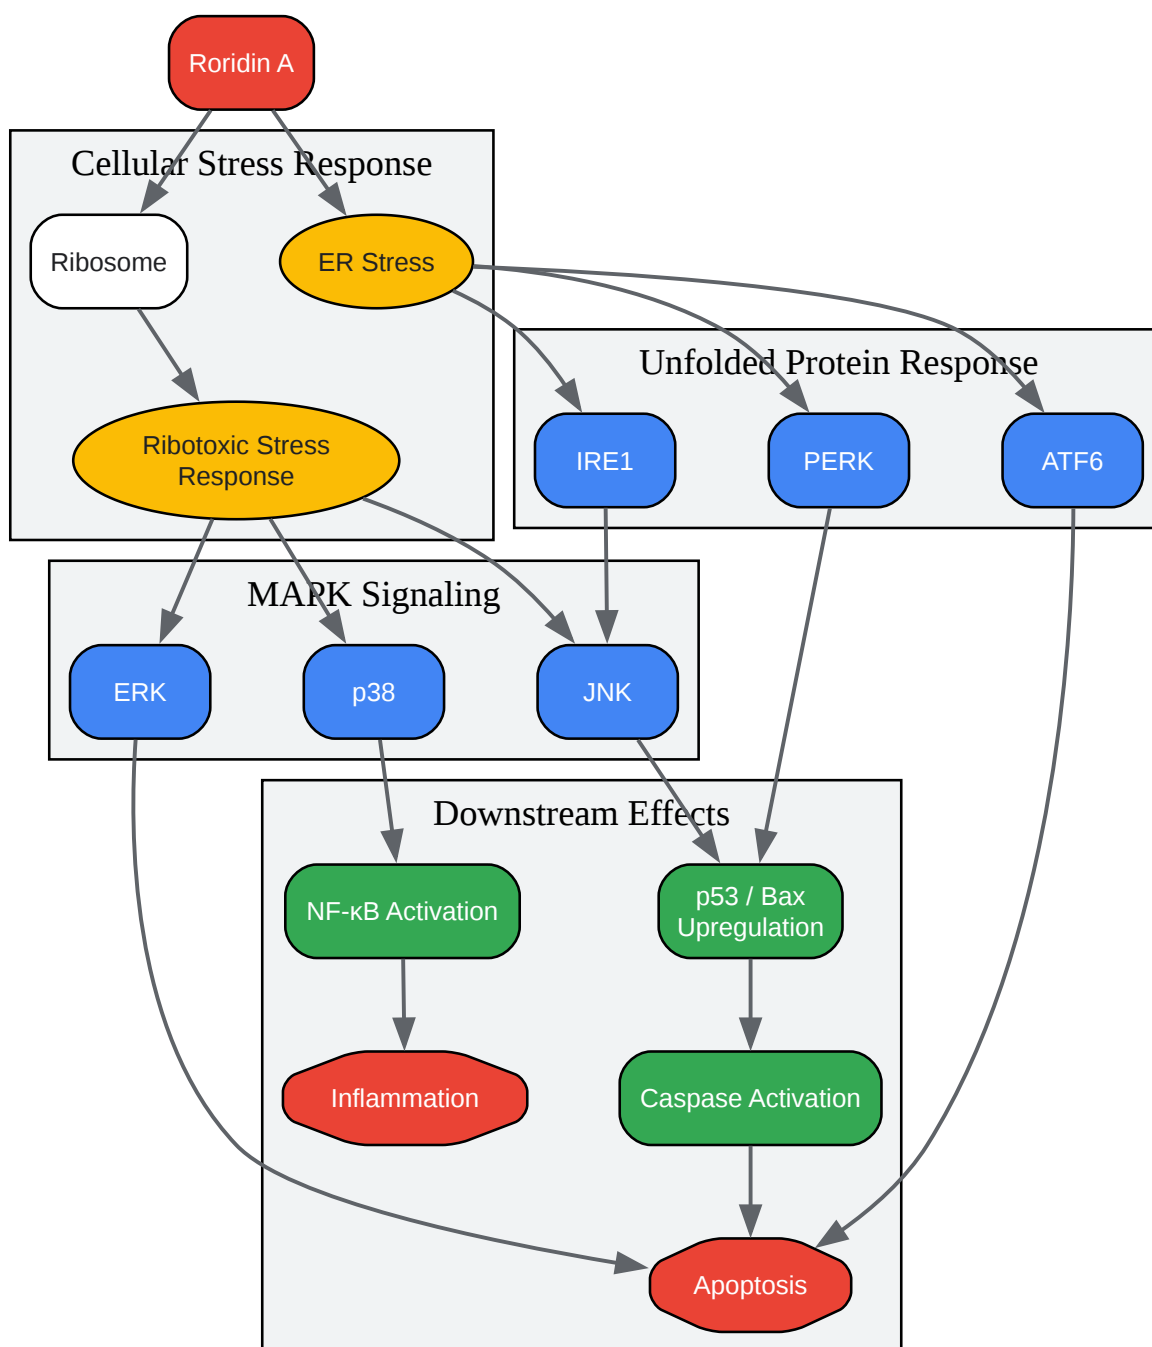 Roridin A
Cellular Stress Response
Ribosome
ER Stress
Unfolded Protein Response
Ribotoxic Stress
Response
IRE1
PERK
ATF6
MAPK Signaling
ERK
p38
JNK
Downstream Effects
NF-κB Activation
p53 / Bax
Upregulation
Inflammation
Caspase Activation
Apoptosis